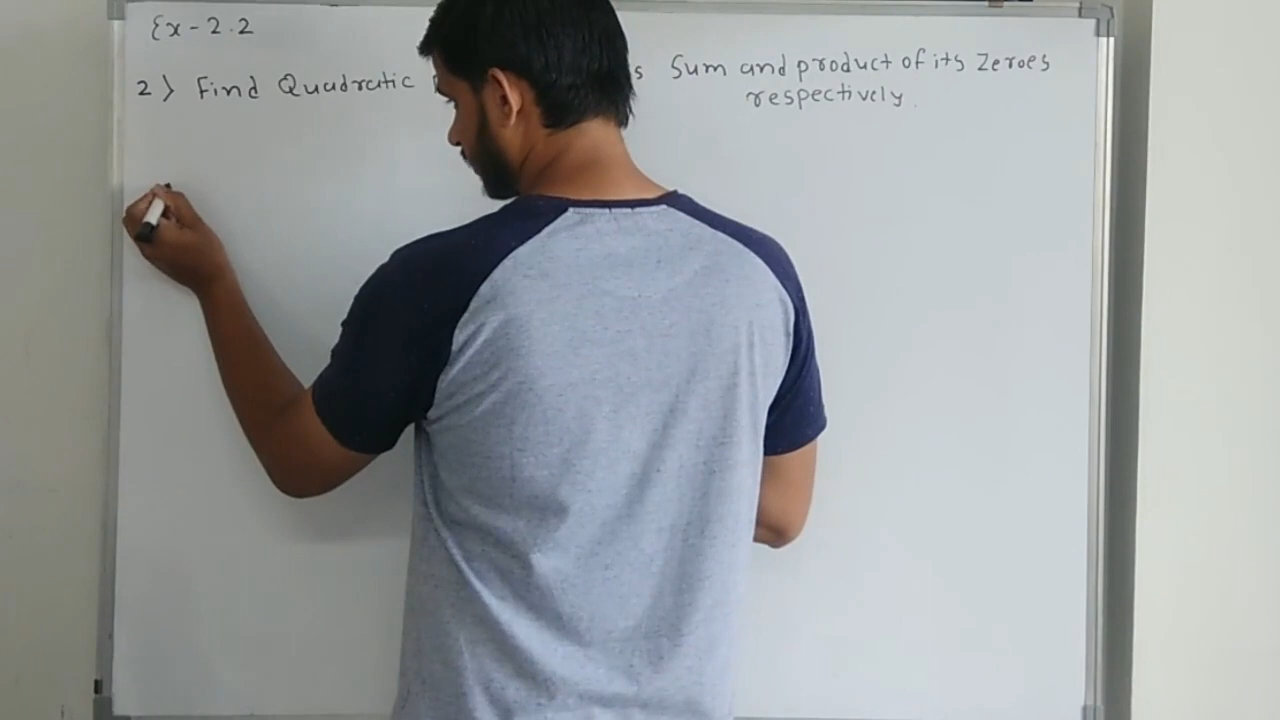 Ex-2.2
2) Find Quadratic s Sum and product of its Zeroes
respectively.